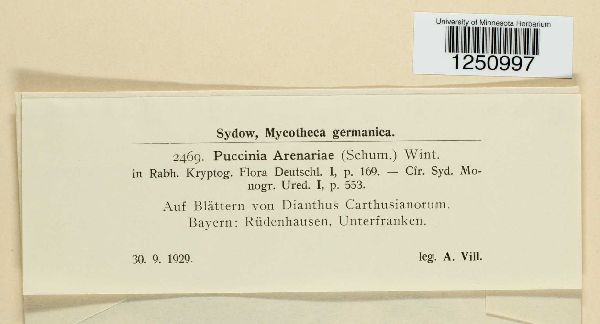 University of Minnesota Herbarium
1250997
Sydow, Mycotheca germanica.
2469. Puccinia Arenariae (Schum.) Wint.
in Rabh. Kryptog. Flora Deutschl. I, p. 169. — Cfr. Syd. Mo-
nogr. Ured. I, p. 553.
Auf Blättern von Dianthus Carthusianorum.
Bayern: Rüdenhausen, Unterfranken.
30. 9. 1929. leg. A. Vill.